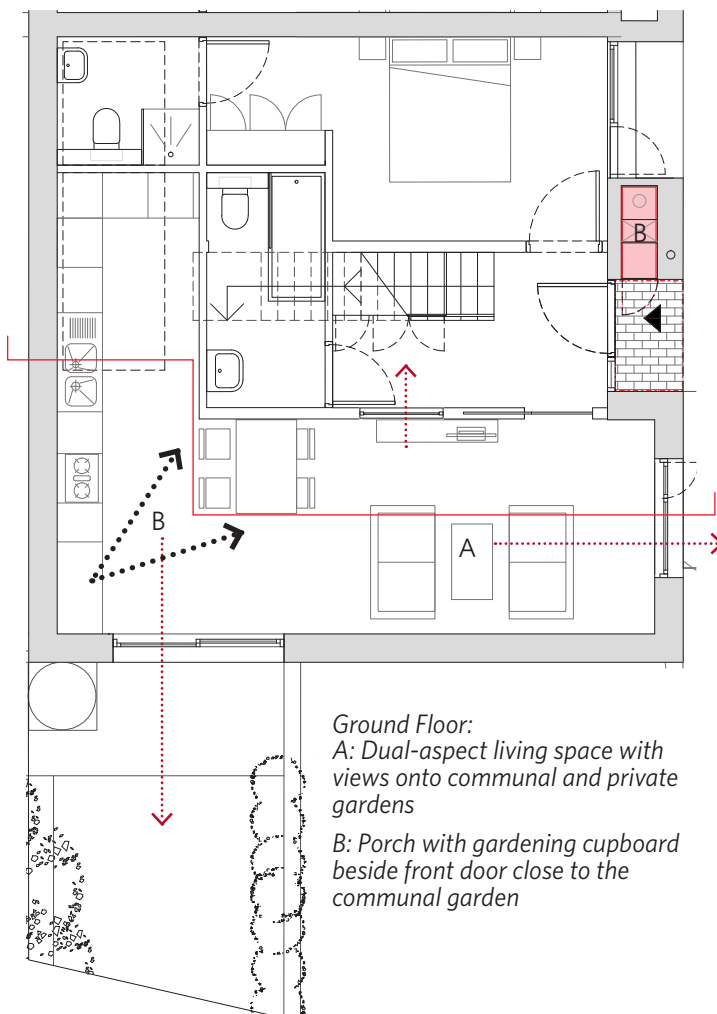 B
B
A
Ground Floor:
A: Dual-aspect living space with
views onto communal and private
gardens
B: Porch with gardening cupboard
beside front door close to the
communal garden